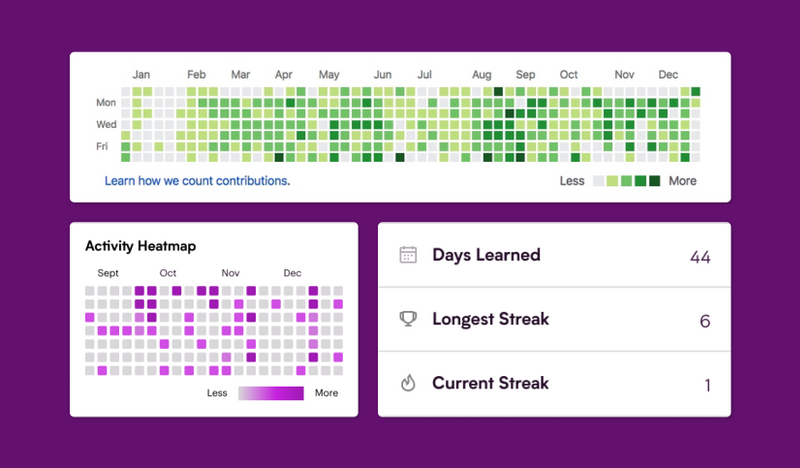 Jan Feb Mar Apr May Jun Jul Aug Sep Oct Nov Dec
Mon
Wed
Fri
Learn how we count contributions.
Less More
Activity Heatmap
Sept Oct Nov Dec
Less More
Days Learned 44
Longest Streak 6
Current Streak 1